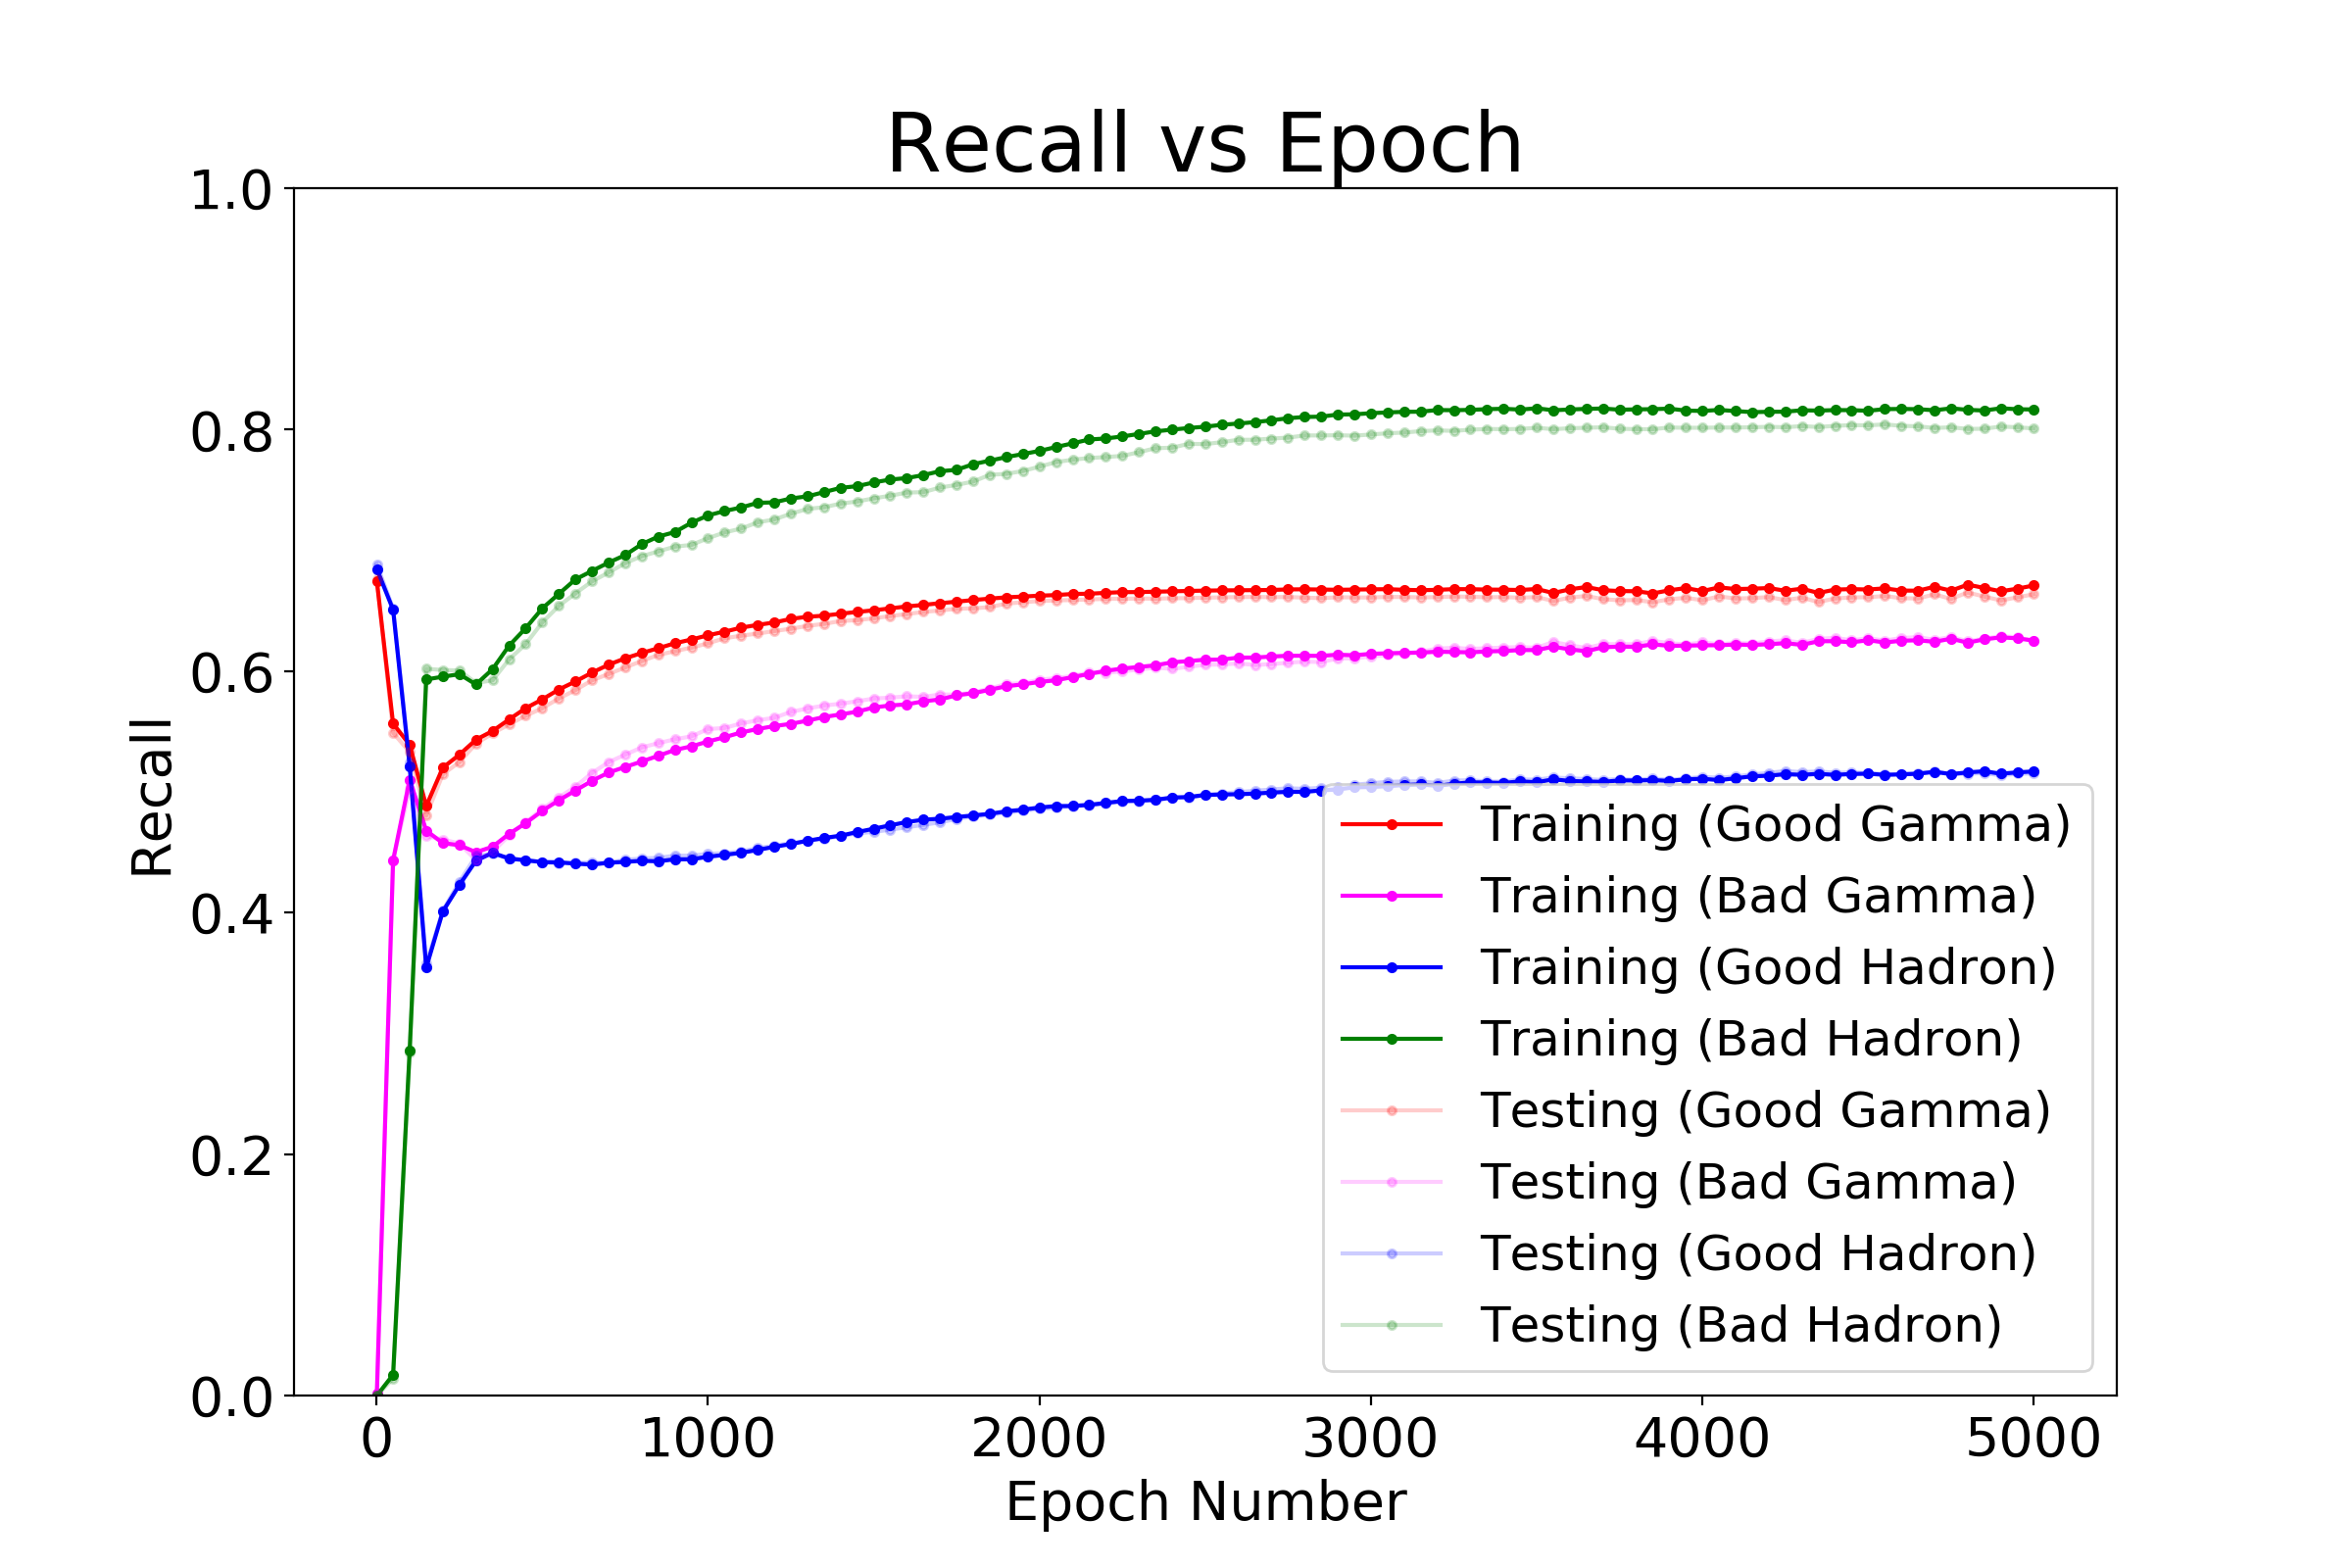 Recall vs Epoch
1.0
0.8
0.6
0.4
0.2
0.0
Recall
0 1000 2000 3000 4000 5000
Epoch Number
Training (Good Gamma)
Training (Bad Gamma)
Training (Good Hadron)
Training (Bad Hadron)
Testing (Good Gamma)
Testing (Bad Gamma)
Testing (Good Hadron)
Testing (Bad Hadron)